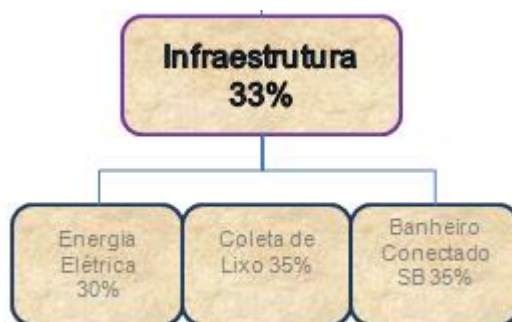 Infraestrutura
33%
Energia
Elétrica
30%
Coleta de
Lixo 35%
Banheiro
Conectado
SB 35%